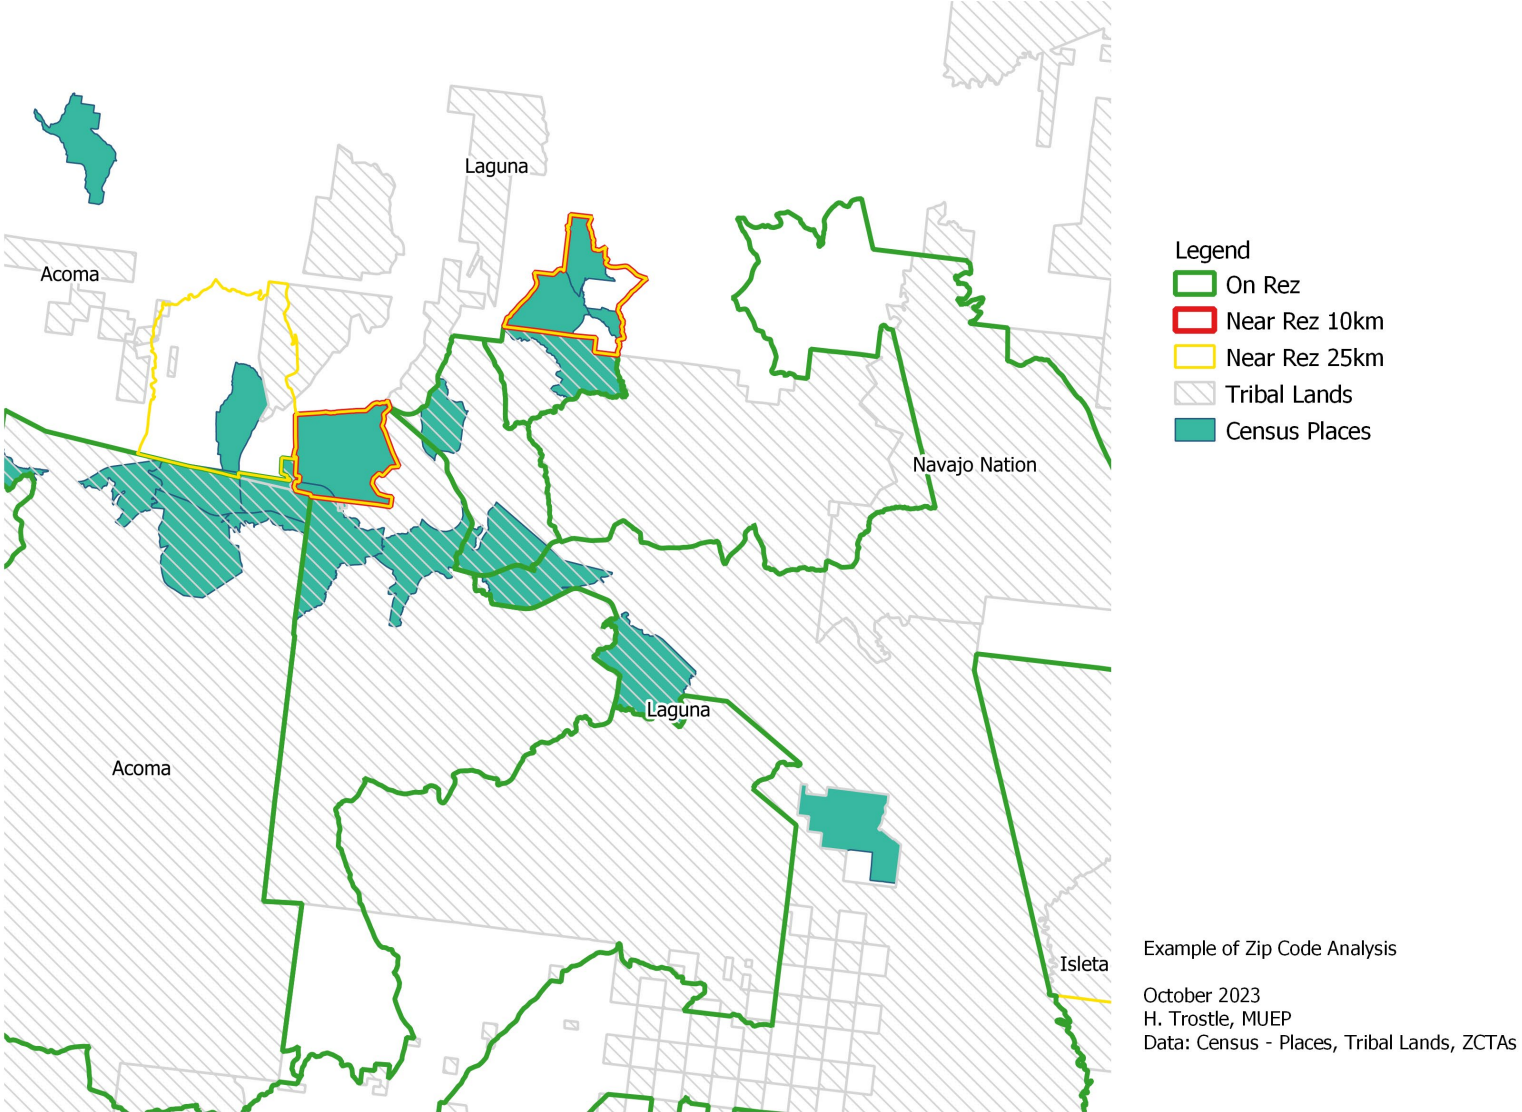 Laguna
Acoma
Navajo Nation
Laguna
Acoma
Isleta
Legend
On Rez
Near Rez 10km
Near Rez 25km
Tribal Lands
Census Places
Example of Zip Code Analysis
October 2023
H. Trostle, MUEP
Data: Census - Places, Tribal Lands, ZCTAs